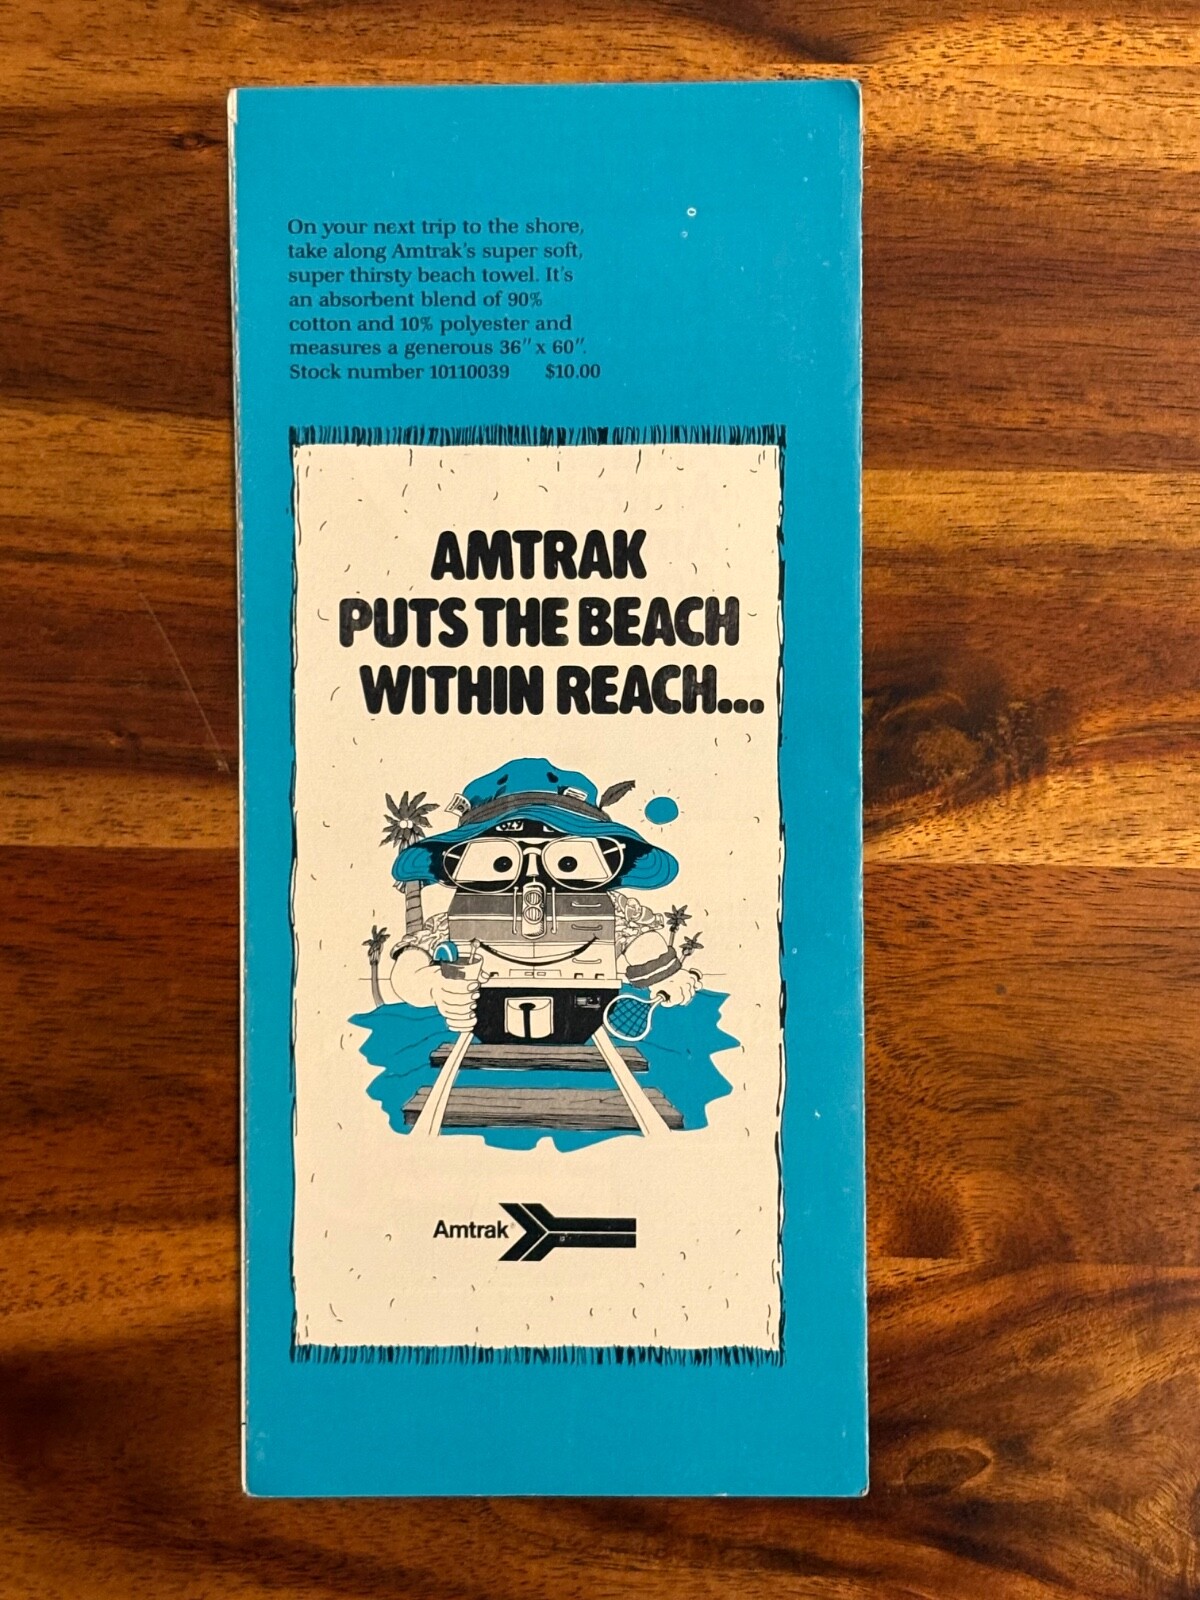 On your next trip to the shore,
take along Amtrak's super soft,
super thirsty beach towel. It's
an absorbent blend of 90%
cotton and 10% polyester and
measures a generous 36" x 60".
Stock number 10110039 $10.00
AMTRAK
PUTS THE BEACH
WITHIN REACH...
Amtrak®